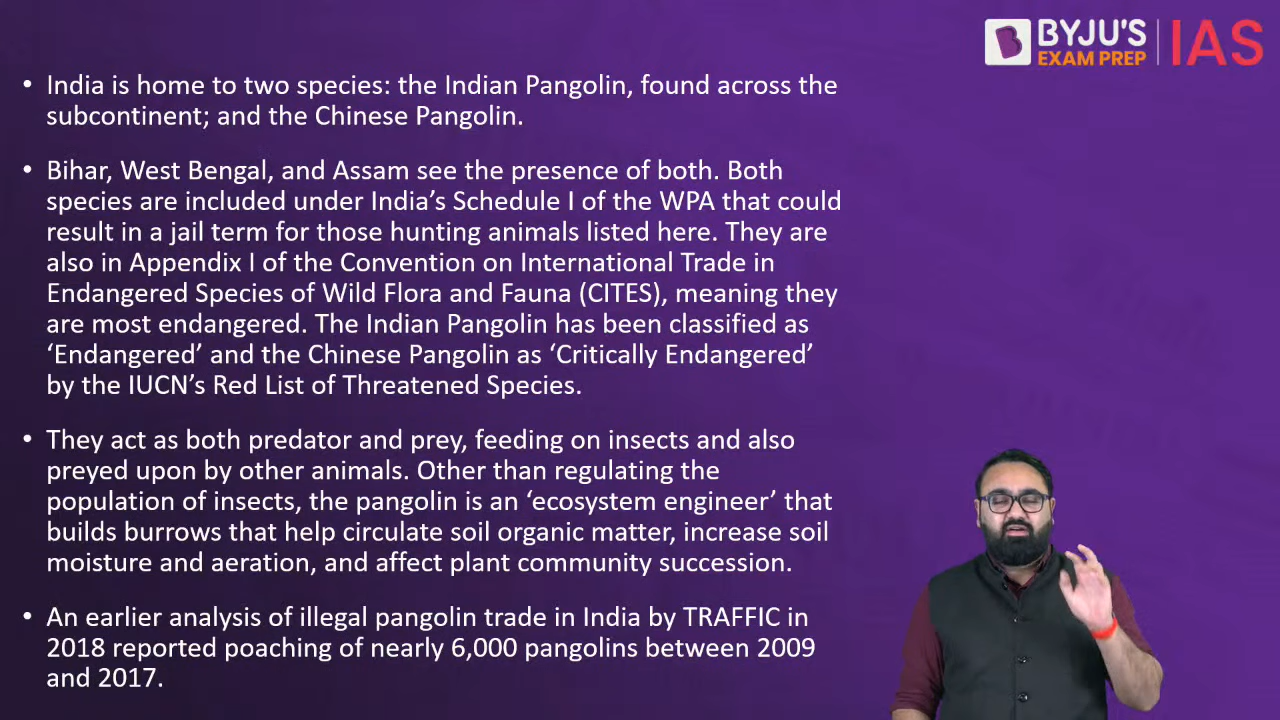 BYJU'S
EXAM PREP
IAS
• India is home to two species: the Indian Pangolin, found across the
subcontinent; and the Chinese Pangolin.
• Bihar, West Bengal, and Assam see the presence of both. Both
species are included under India’s Schedule I of the WPA that could
result in a jail term for those hunting animals listed here. They are
also in Appendix I of the Convention on International Trade in
Endangered Species of Wild Flora and Fauna (CITES), meaning they
are most endangered. The Indian Pangolin has been classified as
‘Endangered’ and the Chinese Pangolin as ‘Critically Endangered’
by the IUCN’s Red List of Threatened Species.
• They act as both predator and prey, feeding on insects and also
preyed upon by other animals. Other than regulating the
population of insects, the pangolin is an ‘ecosystem engineer’ that
builds burrows that help circulate soil organic matter, increase soil
moisture and aeration, and affect plant community succession.
• An earlier analysis of illegal pangolin trade in India by TRAFFIC in
2018 reported poaching of nearly 6,000 pangolins between 2009
and 2017.